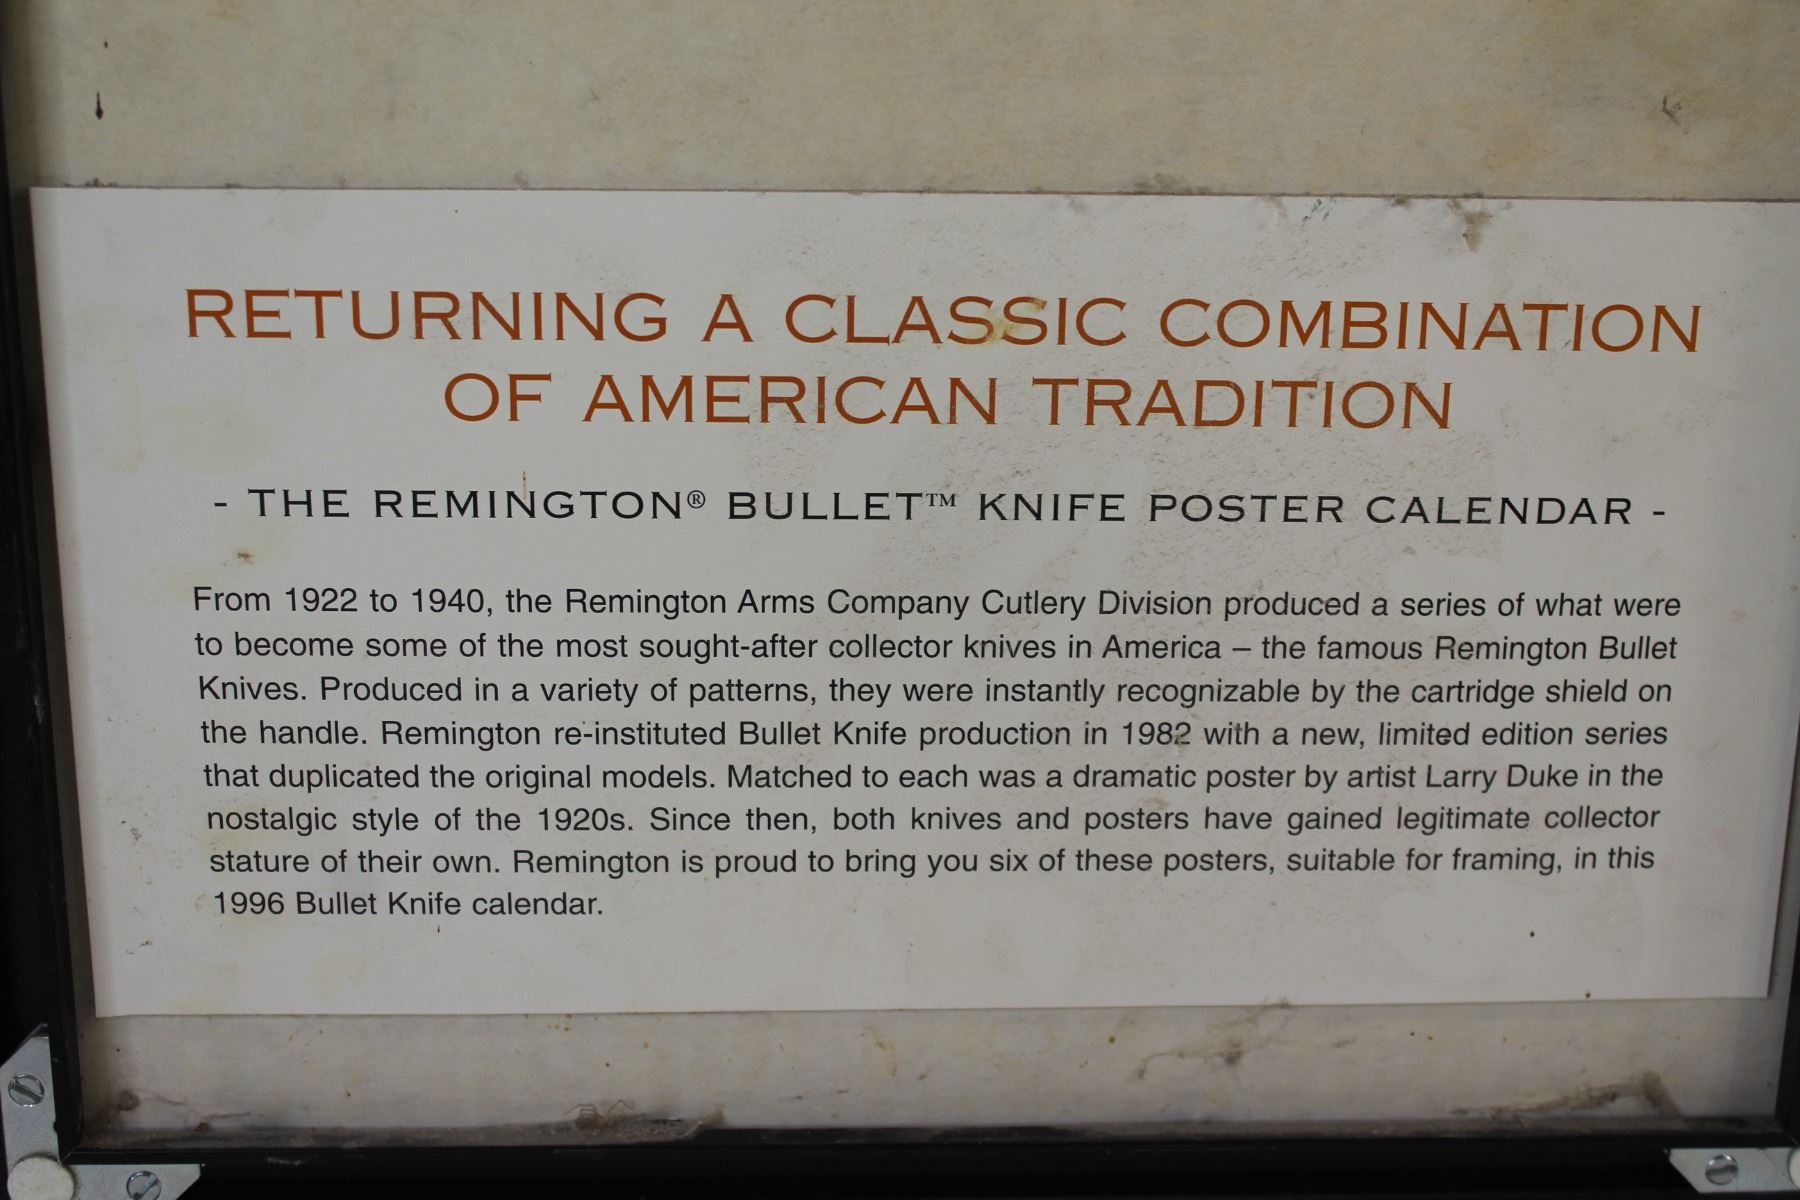 RETURNING A CLASSIC COMBINATION
OF AMERICAN TRADITION
- THE REMINGTON® BULLET™ KNIFE POSTER CALENDAR -
From 1922 to 1940, the Remington Arms Company Cutlery Division produced a series of what were
to become some of the most sought-after collector knives in America – the famous Remington Bullet
Knives. Produced in a variety of patterns, they were instantly recognizable by the cartridge shield on
the handle. Remington re-instituted Bullet Knife production in 1982 with a new, limited edition series
that duplicated the original models. Matched to each was a dramatic poster by artist Larry Duke in the
nostalgic style of the 1920s. Since then, both knives and posters have gained legitimate collector
stature of their own. Remington is proud to bring you six of these posters, suitable for framing, in this
1996 Bullet Knife calendar.